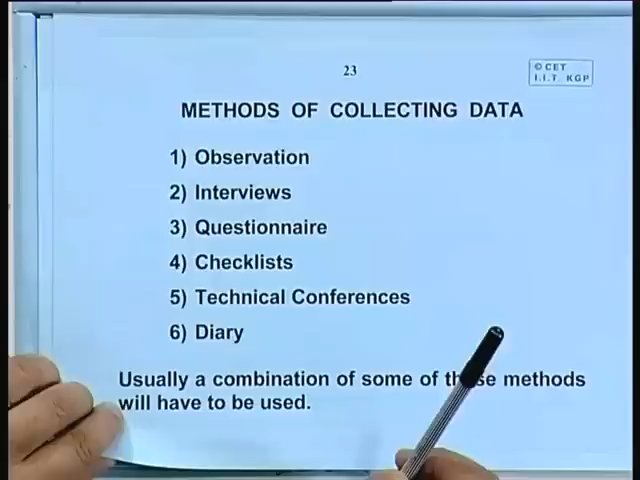 23
© CET
I.I.T. KGP
METHODS OF COLLECTING DATA
1) Observation
2) Interviews
3) Questionnaire
4) Checklists
5) Technical Conferences
6) Diary
Usually a combination of some of these methods
will have to be used.